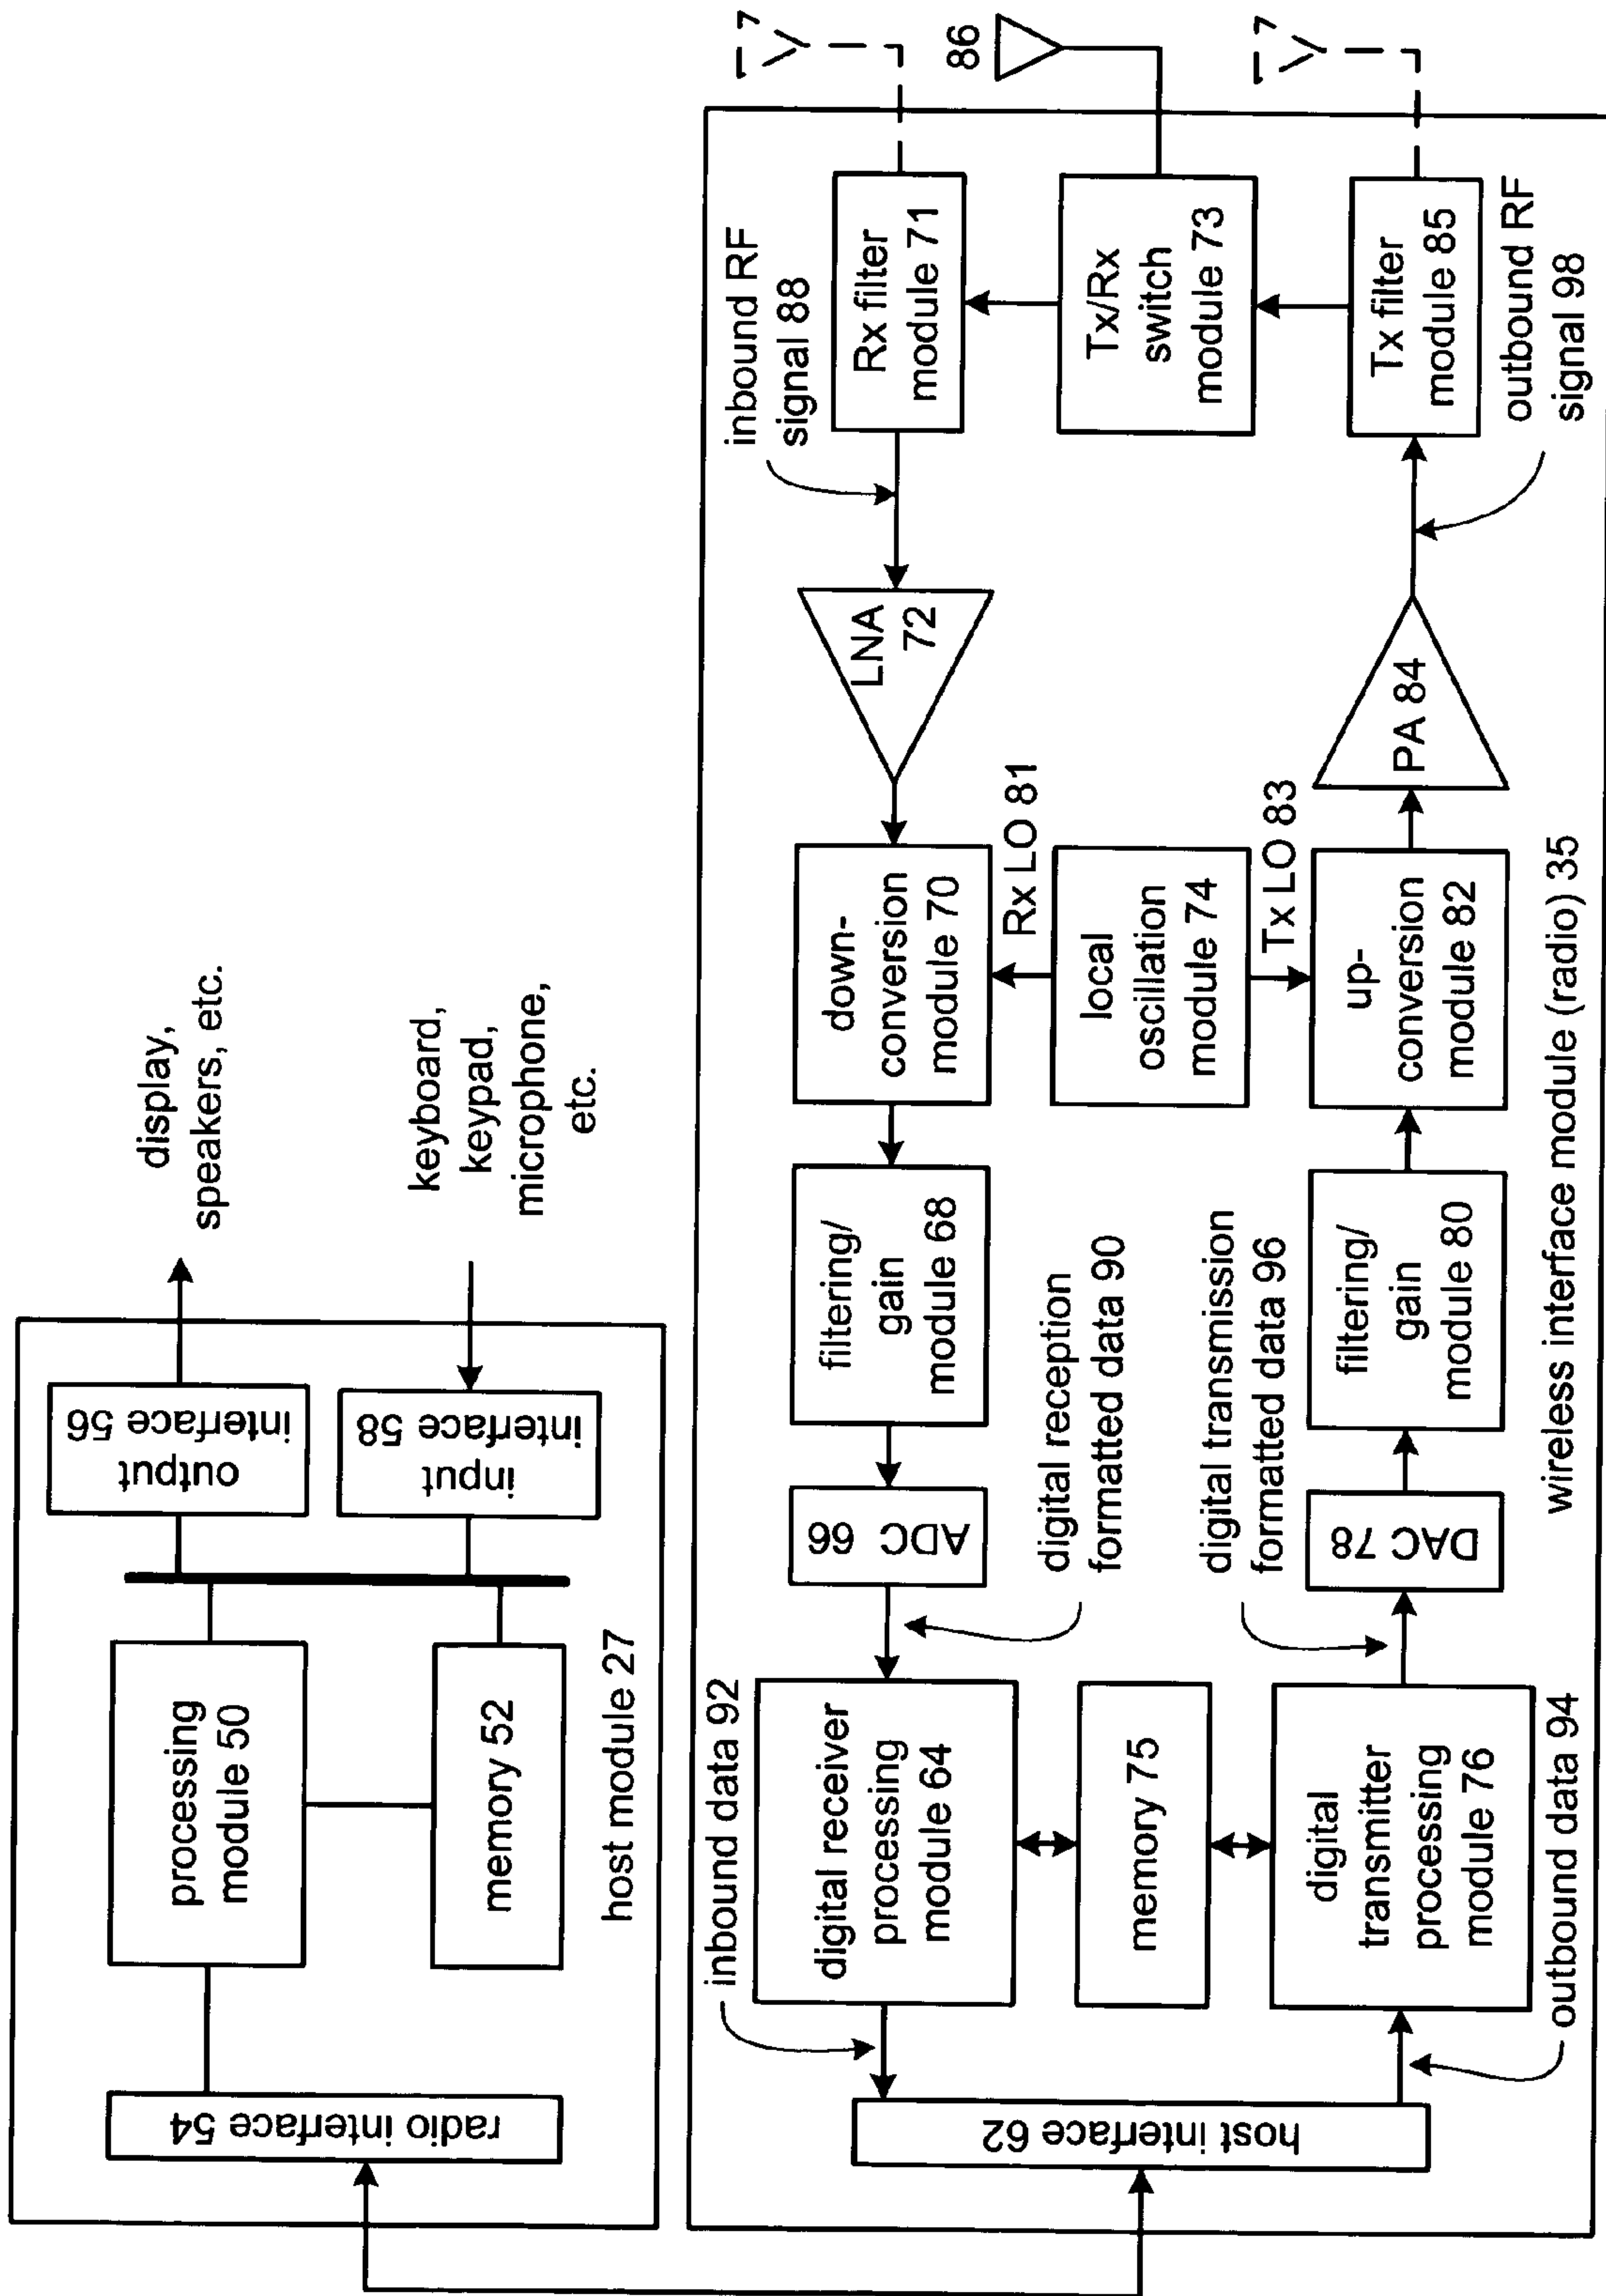 display,
speakers, etc.
keyboard,
keypad,
microphone,
etc.
output
interface 56
input
interface 58
processing
module 50
memory 52
radio interface 54
host module 27
inbound data 92
digital receiver
processing
module 64
ADC 66
filtering/
gain
module 68
down-
conversion
module 70
LNA
72
inbound RF
signal 88
Rx filter
module 71
86
host interface 62
memory 75
digital reception
formatted data 90
digital transmission
formatted data 96
Rx LO 81
local
oscillation
module 74
Tx LO 83
Tx/Rx
switch
module 73
digital
transmitter
processing
module 76
DAC 78
filtering/
gain
module 80
up-
conversion
module 82
PA 84
Tx filter
module 85
outbound RF
signal 98
outbound data 94
wireless interface module (radio) 35